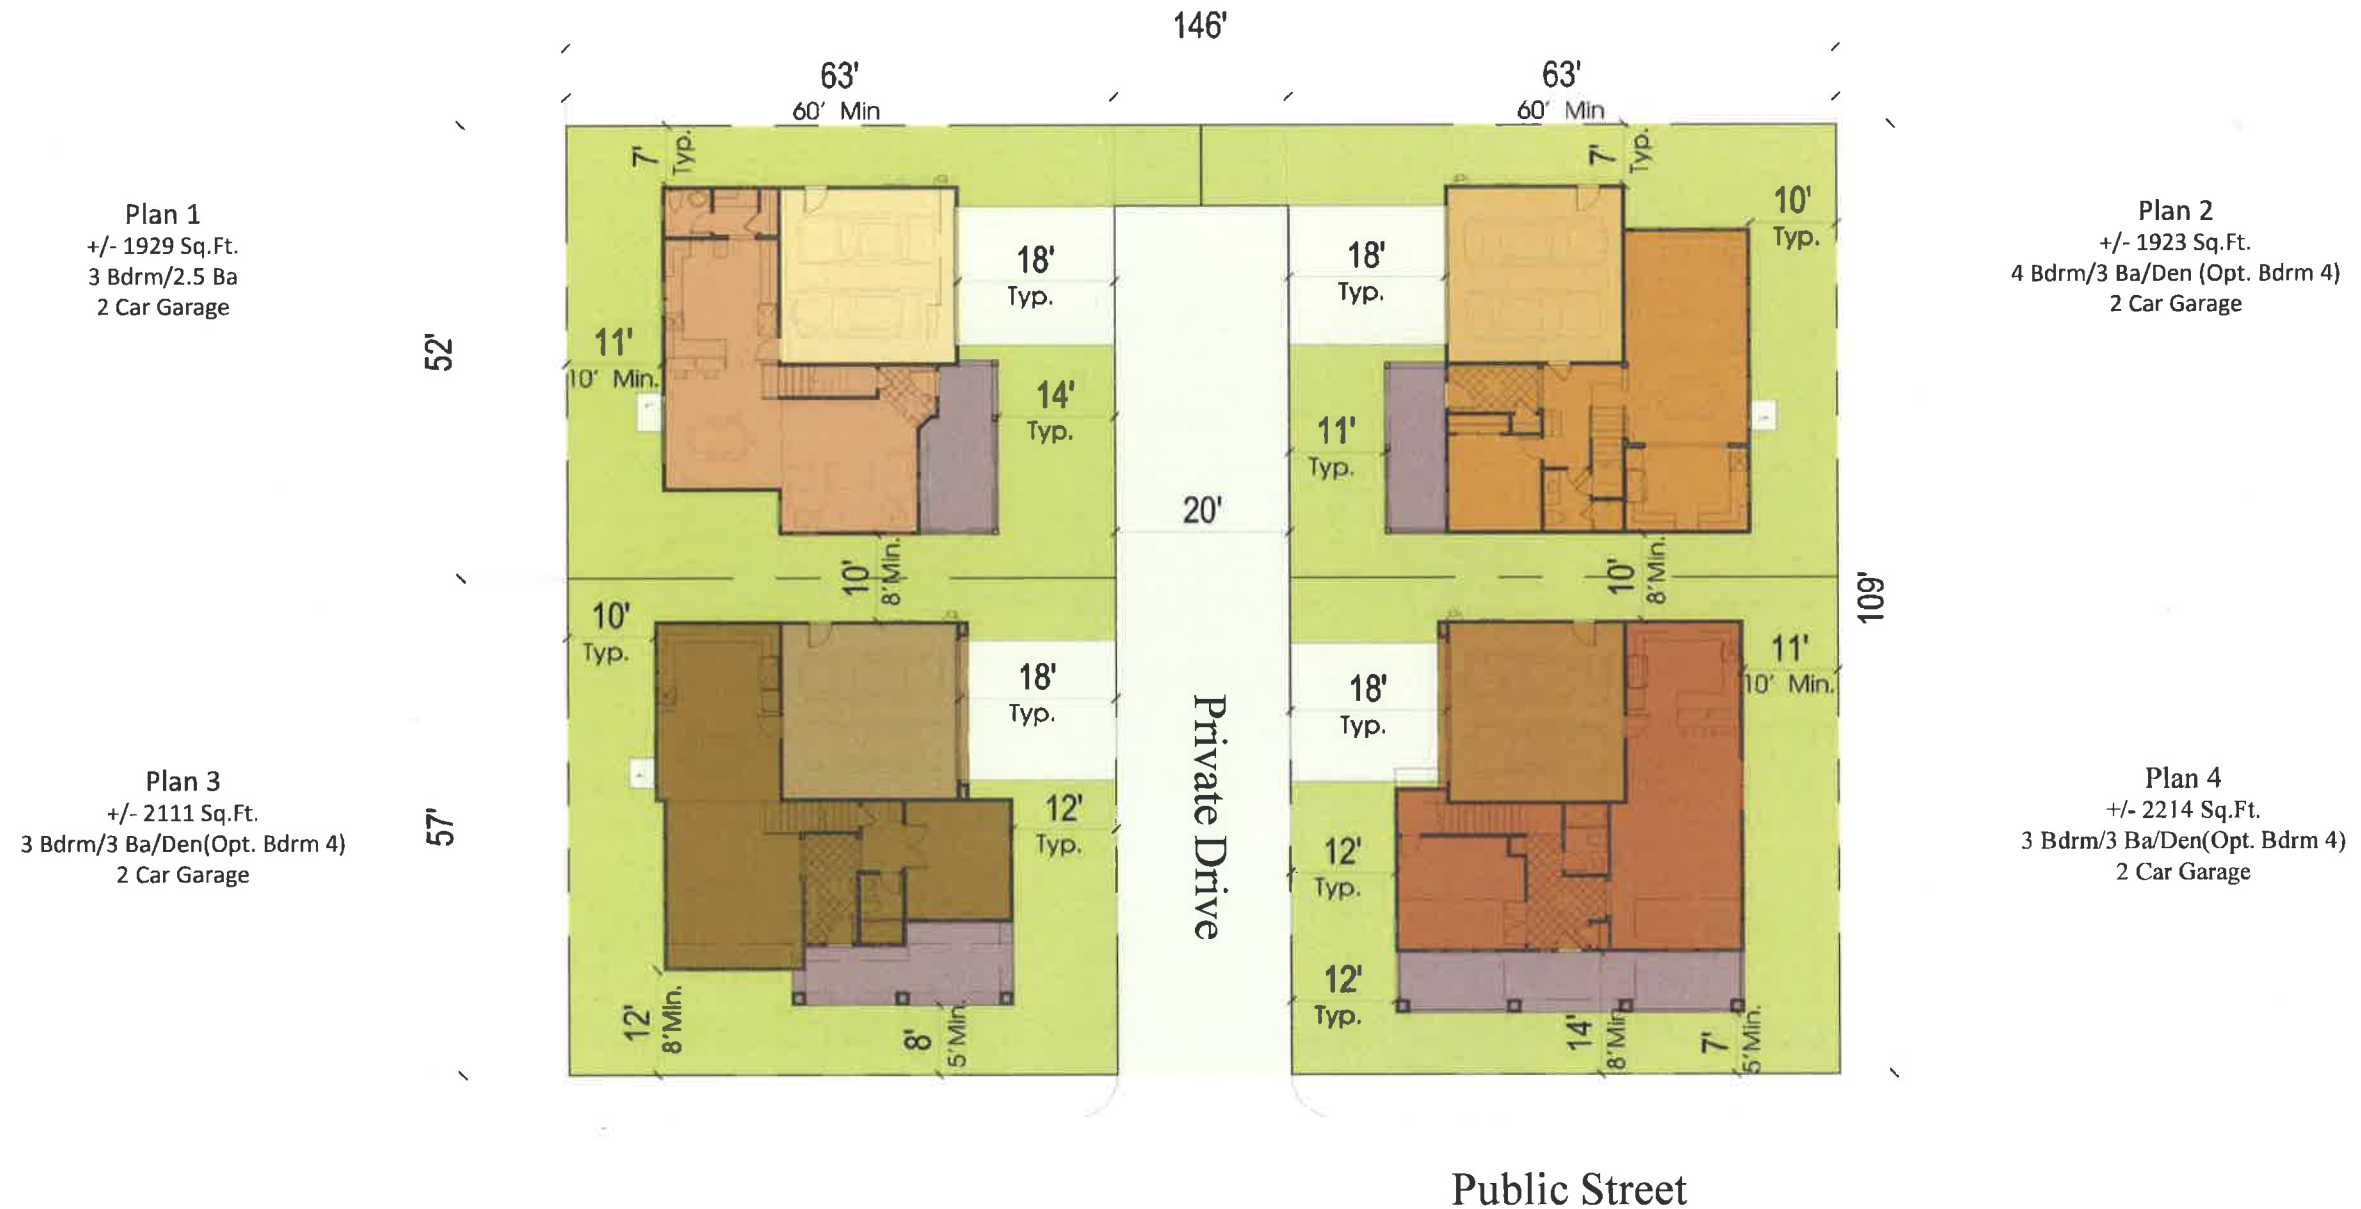 146'
63'
60' Min
63'
60' Min
7'
Typ.
7'
Typ.
Plan 1
+/- 1929 Sq.Ft.
3 Bdrm/2.5 Ba
2 Car Garage
Plan 2
+/- 1923 Sq.Ft.
4 Bdrm/3 Ba/Den (Opt. Bdrm 4)
2 Car Garage
10'
Typ.
18'
Typ.
18'
Typ.
52'
11'
10' Min.
14'
Typ.
11'
Typ.
20'
10'
8'Min.
10'
8'Min.
109'
10'
Typ.
18'
Typ.
18'
Typ.
11'
10' Min.
Private Drive
Plan 3
+/- 2111 Sq.Ft.
3 Bdrm/3 Ba/Den(Opt. Bdrm 4)
2 Car Garage
57'
12'
Typ.
12'
Typ.
Plan 4
+/- 2214 Sq.Ft.
3 Bdrm/3 Ba/Den(Opt. Bdrm 4)
2 Car Garage
12'
Typ.
12'
8'Min.
8'
5'Min.
14'
8'Min.
7'
5'Min.
Public Street